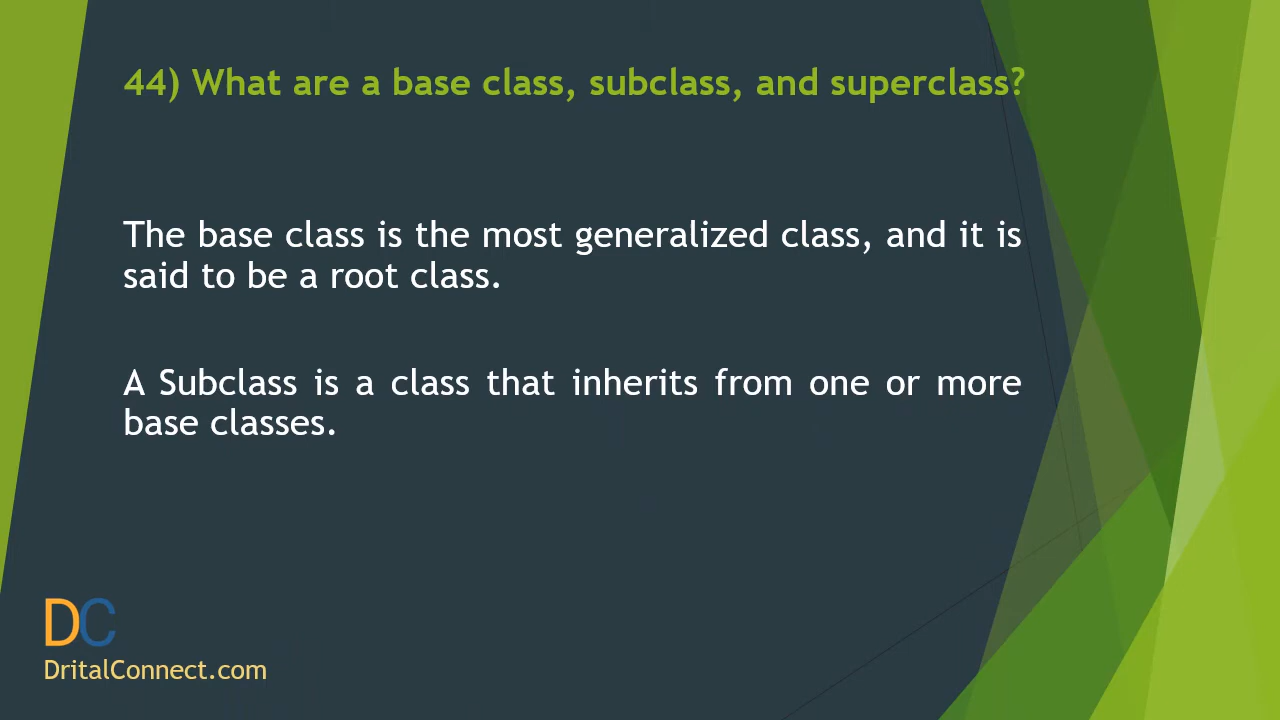 44) What are a base class, subclass, and superclass?
The base class is the most generalized class, and it is
said to be a root class.
A Subclass is a class that inherits from one or more
base classes.
DC
DritalConnect.com